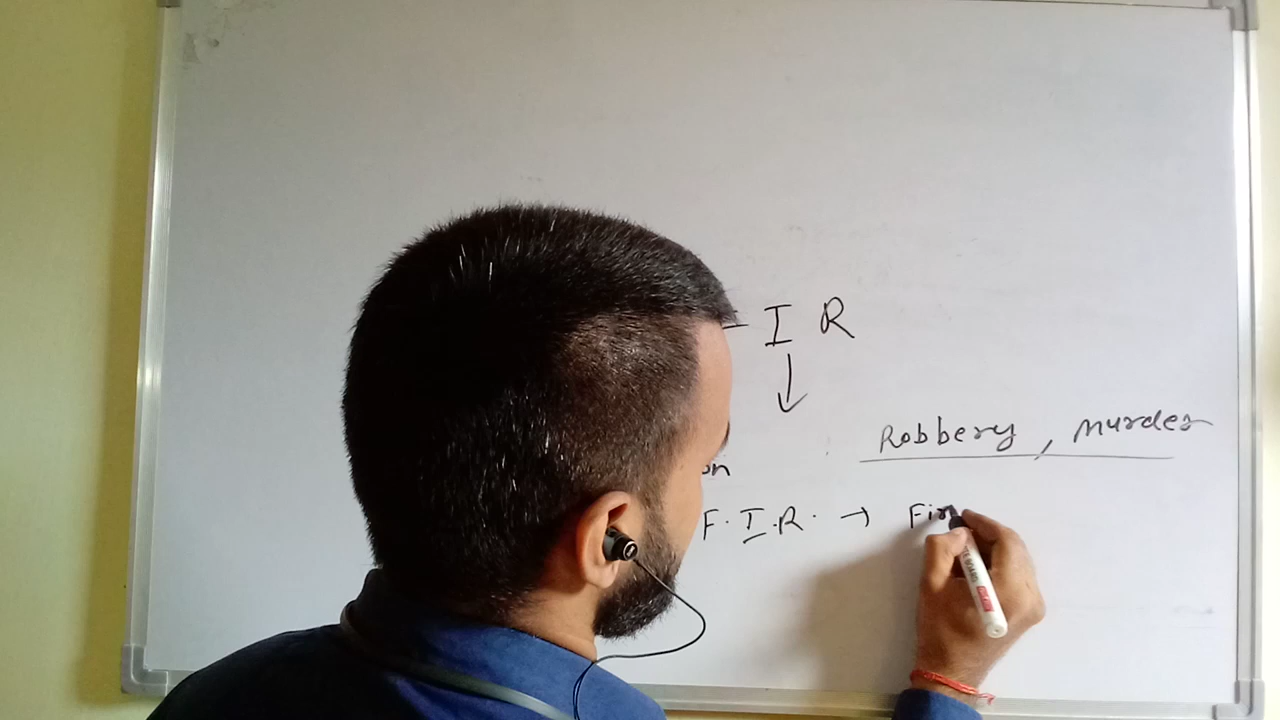 I R
Robbery, Murder
on
F.I.R. → Fir